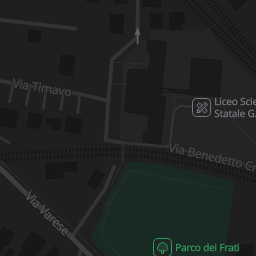 Via Timavo
Liceo Scie
Statale G.
Via Benedetto C
Via Varese
Parco dei Frati